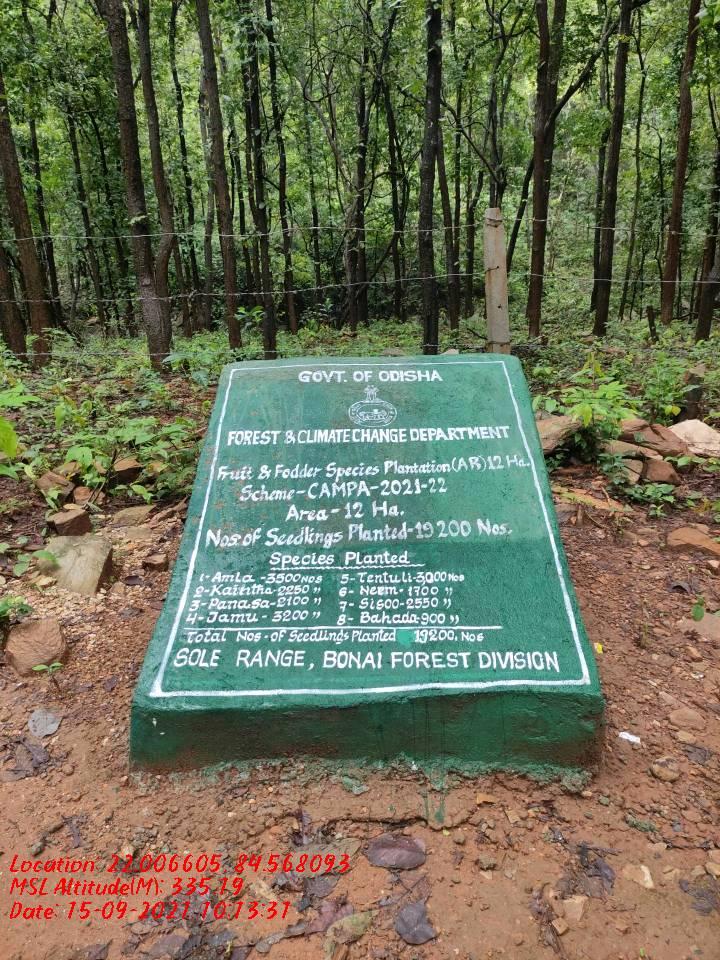 GOVT. OF ODISHA
FOREST & CLIMATE CHANGE DEPARTMENT
Fruit & Fodder Species Plantation (AR) 12 Ha.
Scheme-CAMPA-2021-22
Area - 12 Ha.
Nos. of Seedlings Planted-19200 Nos.
Species Planted
1-Amla -3500 Nos 5-Tentuli-3000 Nos
2-Kaintha-2250 " 6- Neem-1700 "
3-Panasa-2100 " 7- Sisoo-2550 "
4-Jamu-3200 " 8- Bahada-900 "
Total Nos-of Seedlings Planted 19200. Nos
SOLE RANGE, BONAI FOREST DIVISION
Location: 22.006605, 84.568093
MSL Altitude(M): 335.19
Date: 15-09-2021 10:13:31